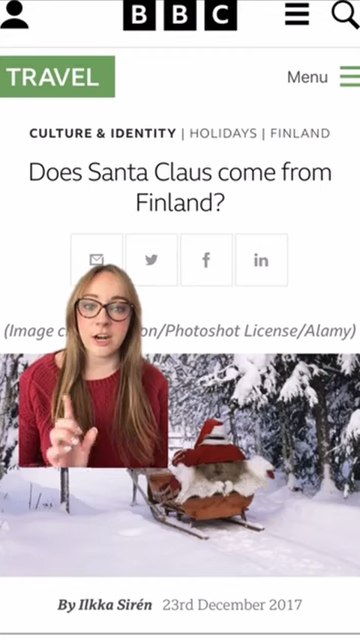 BBC
TRAVEL
Menu
CULTURE & IDENTITY | HOLIDAYS | FINLAND
Does Santa Claus come from
Finland?
in
(Image c on/Photoshot License/Alamy)
By Ilkka Sirén 23rd December 2017